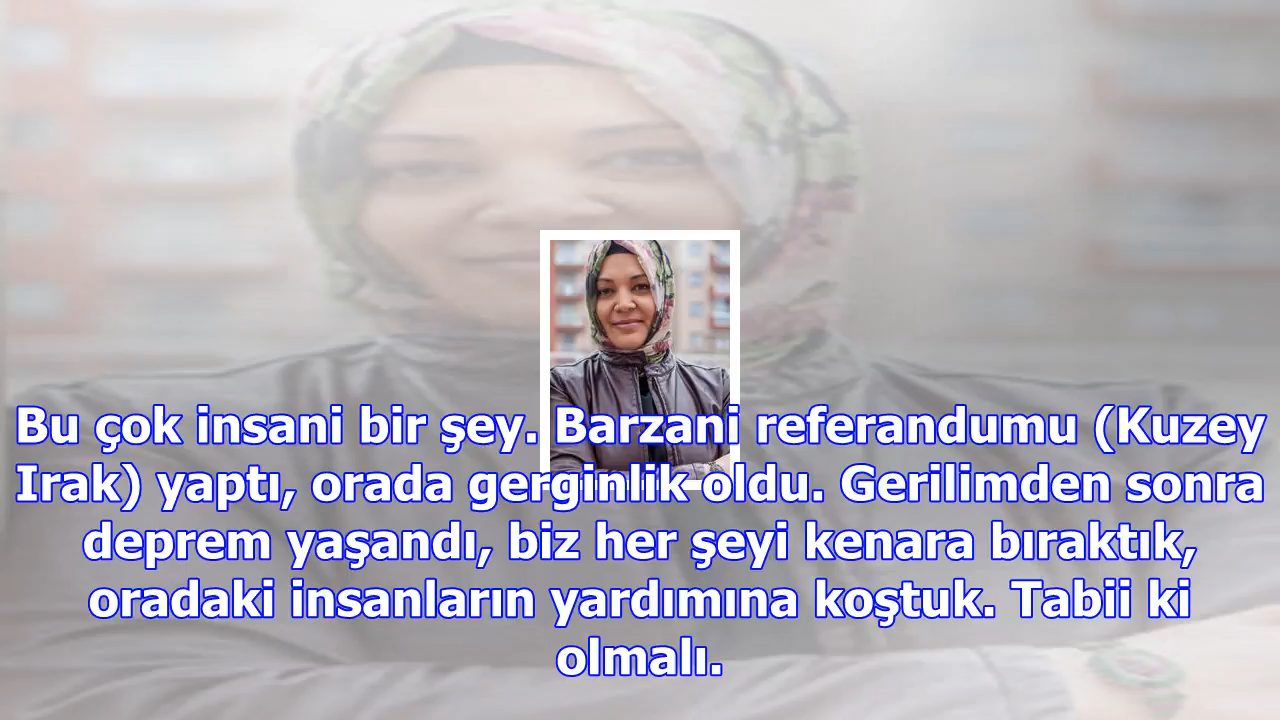 Bu çok insani bir şey. Barzani referandumu (Kuzey
Irak) yaptı, orada gerginlik oldu. Gerilimden sonra
deprem yaşandı, biz her şeyi kenara bıraktık,
oradaki insanların yardımına koştuk. Tabii ki
olmalı.